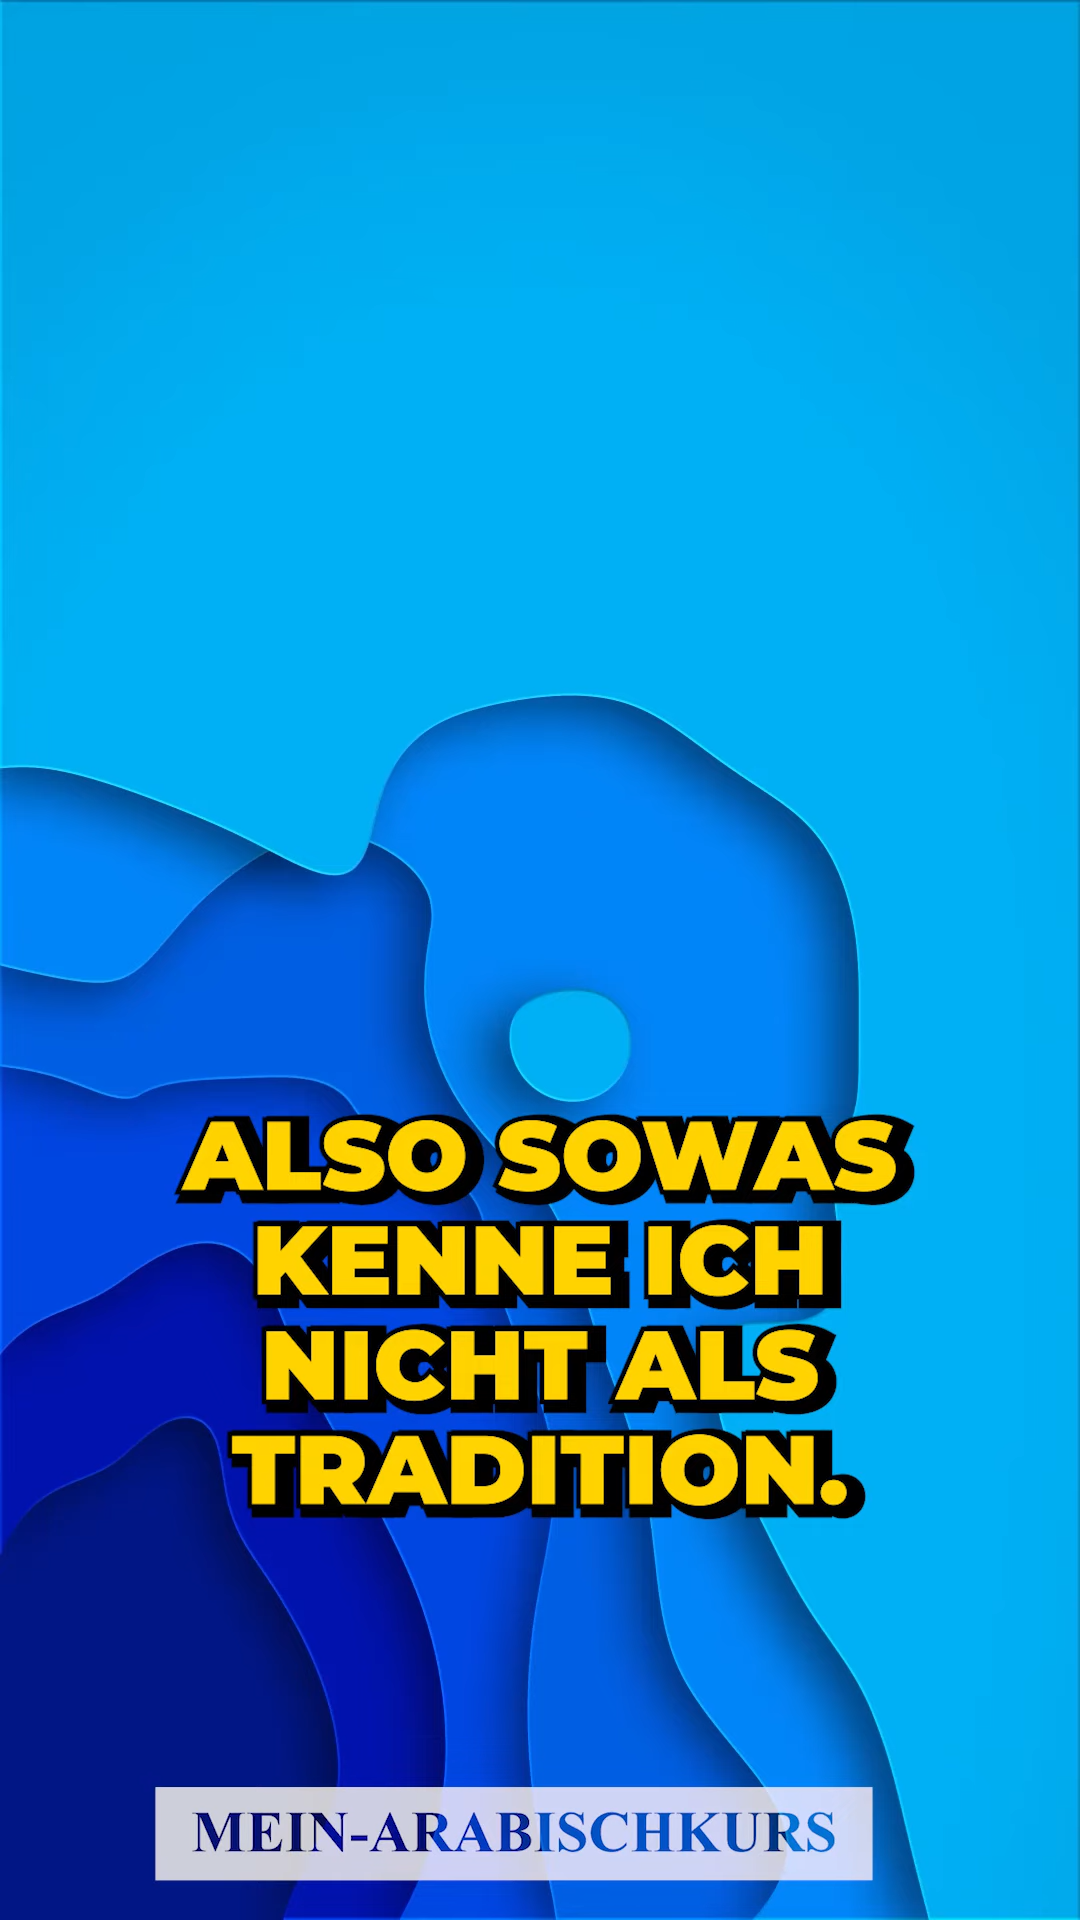 ALSO SOWAS
KENNE ICH
NICHT ALS
TRADITION.
MEIN-ARABISCHKURS